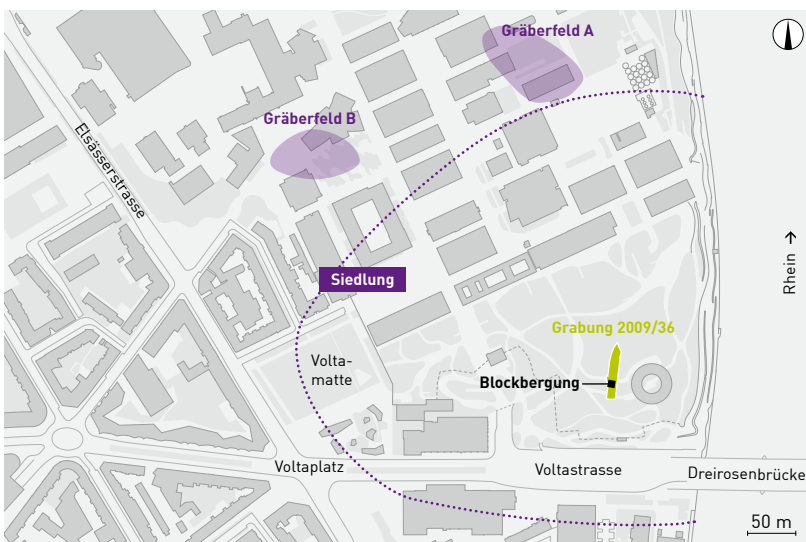 Gräberfeld A
Gräberfeld B
Elsässerstrasse
Rhein →
Siedlung
Grabung 2009/36
Volta-
matte
Blockbergung
Voltaplatz
Voltastrasse
Dreirosenbrücke
50 m